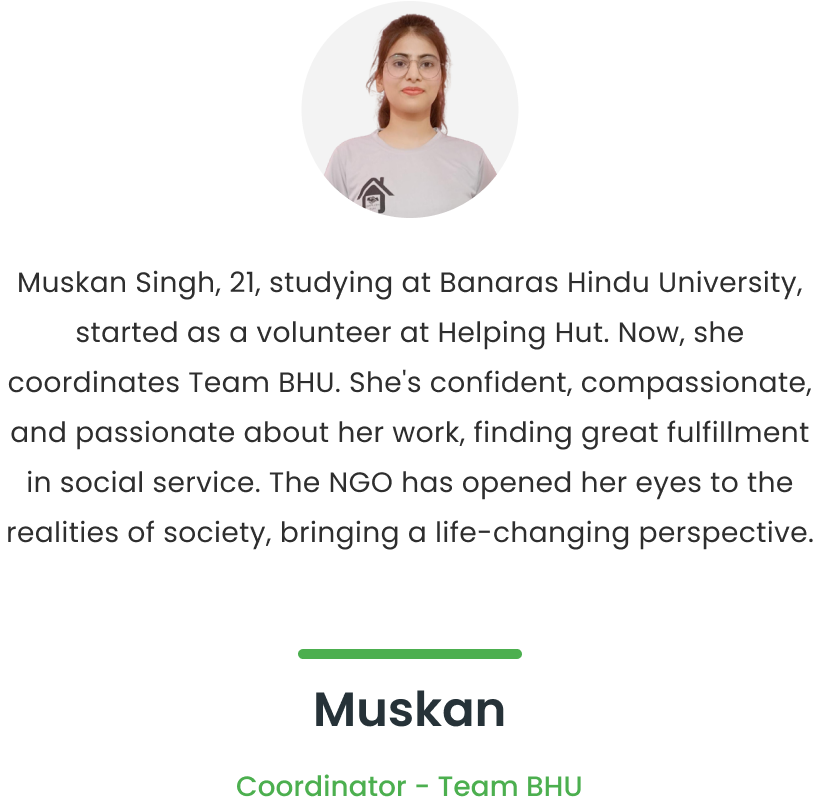 Muskan Singh, 21, studying at Banaras Hindu University,
started as a volunteer at Helping Hut. Now, she
coordinates Team BHU. She's confident, compassionate,
and passionate about her work, finding great fulfillment
in social service. The NGO has opened her eyes to the
realities of society, bringing a life-changing perspective.
Muskan
Coordinator - Team BHU